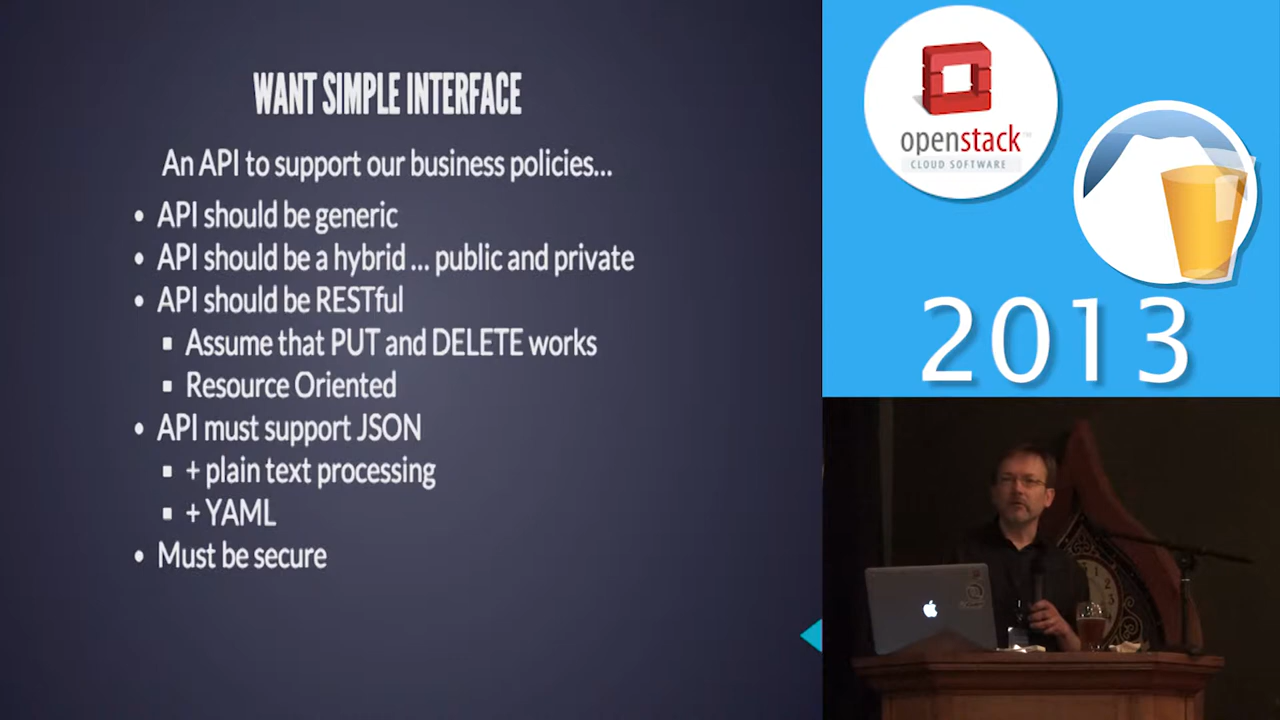 WANT SIMPLE INTERFACE
An API to support our business policies...
• API should be generic
• API should be a hybrid ... public and private
• API should be RESTful
▪ Assume that PUT and DELETE works
▪ Resource Oriented
• API must support JSON
▪ + plain text processing
▪ + YAML
• Must be secure
openstack
CLOUD SOFTWARE
2013